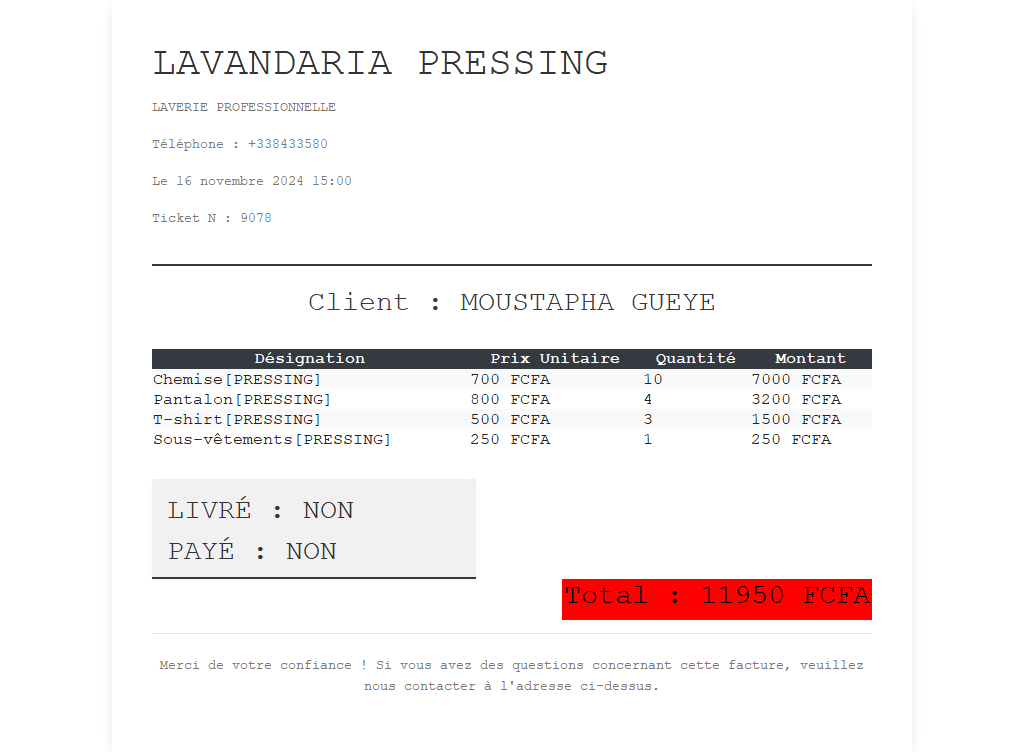 LAVANDARIA PRESSING
LAVERIE PROFESSIONNELLE
Téléphone : +338433580
Le 16 novembre 2024 15:00
Ticket N : 9078
Client : MOUSTAPHA GUEYE
Désignation Prix Unitaire Quantité Montant
Chemise[PRESSING] 700 FCFA 10 7000 FCFA
Pantalon[PRESSING] 800 FCFA 4 3200 FCFA
T-shirt[PRESSING] 500 FCFA 3 1500 FCFA
Sous-vêtements[PRESSING] 250 FCFA 1 250 FCFA
LIVRÉ : NON
PAYÉ : NON
Total : 11950 FCFA
Merci de votre confiance ! Si vous avez des questions concernant cette facture, veuillez
nous contacter à l'adresse ci-dessus.